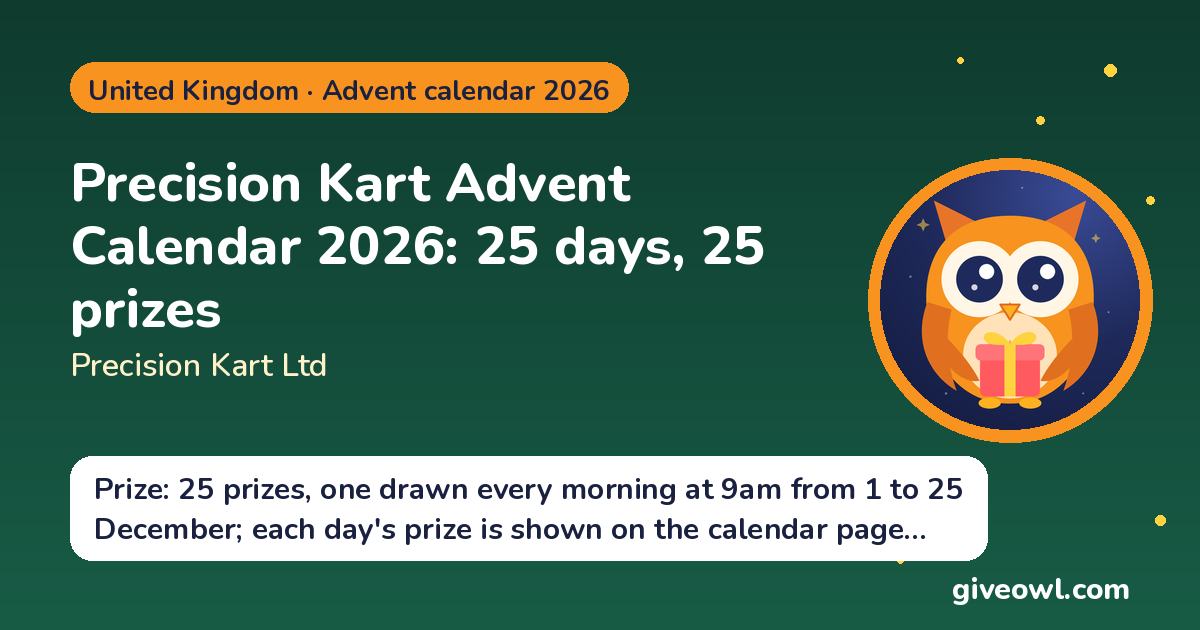 United Kingdom · Advent calendar 2026
Precision Kart Advent
Calendar 2026: 25 days, 25
prizes
Precision Kart Ltd
Prize: 25 prizes, one drawn every morning at 9am from 1 to 25
December; each day's prize is shown on the calendar page...
giveowl.com